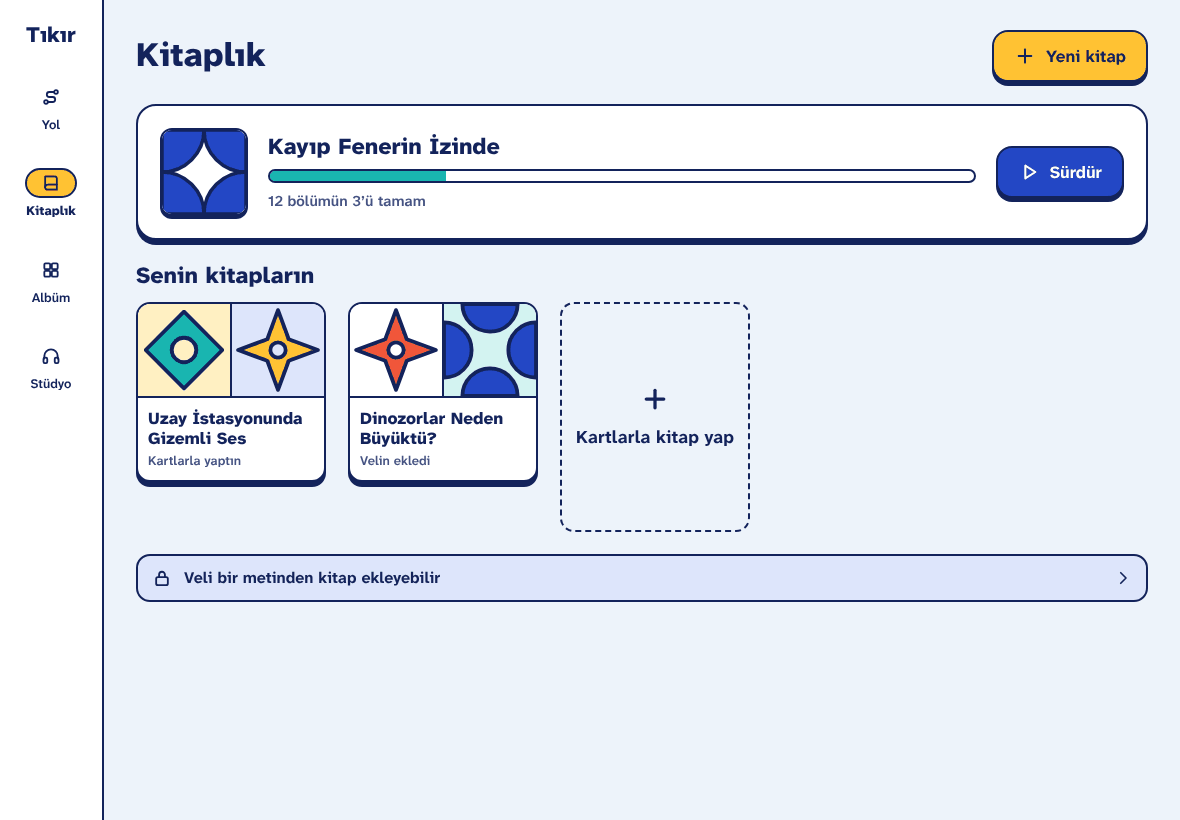 Tıkır
Yol
Kitaplık
Albüm
Stüdyo
Kitaplık
Yeni kitap
Kayıp Fenerin İzinde
12 bölümün 3’ü tamam
Sürdür
Senin kitapların
Uzay İstasyonunda
Gizemli Ses
Kartlarla yaptın
Dinozorlar Neden
Büyüktü?
Velin ekledi
Kartlarla kitap yap
Veli bir metinden kitap ekleyebilir